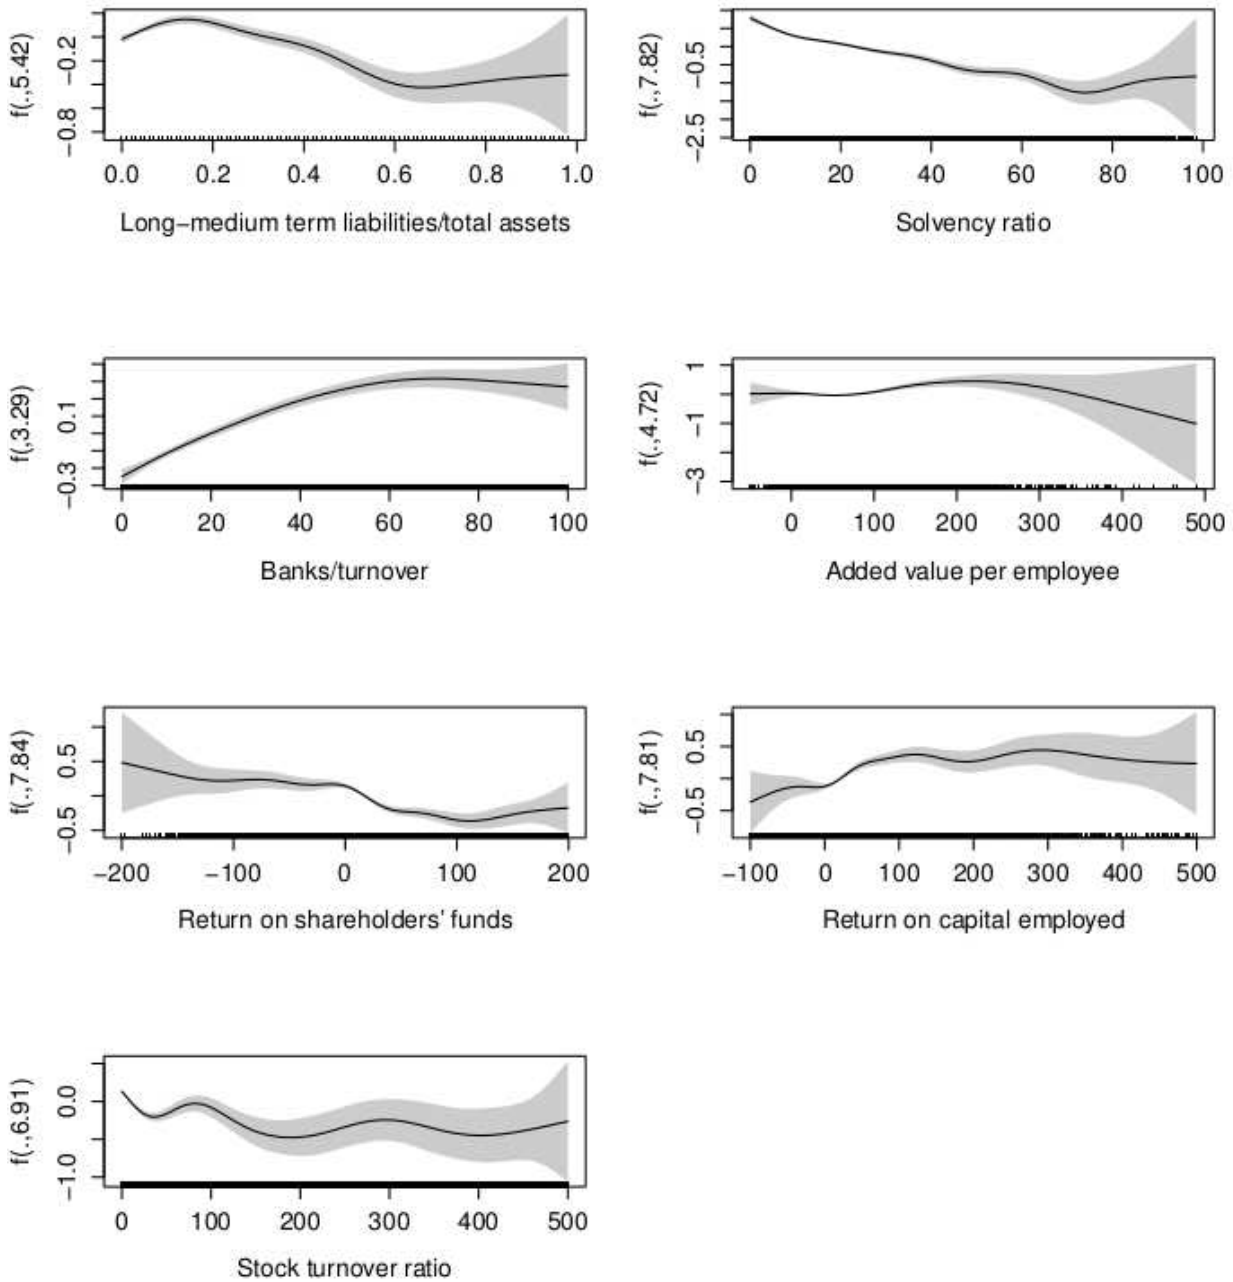 f(.,5.42)
−0.8 −0.2
0.0 0.2 0.4 0.6 0.8 1.0
Long−medium term liabilities/total assets
f(.,7.82)
−2.5 −0.5
0 20 40 60 80 100
Solvency ratio
f(,3.29)
−0.3 0.1
0 20 40 60 80 100
Banks/turnover
f(.,4.72)
−3 −1 1
0 100 200 300 400 500
Added value per employee
f(.,7.84)
−0.5 0.5
−200 −100 0 100 200
Return on shareholders' funds
f(.,7.81)
−0.5 0.5
−100 0 100 200 300 400 500
Return on capital employed
f(.,6.91)
−1.0 0.0
0 100 200 300 400 500
Stock turnover ratio